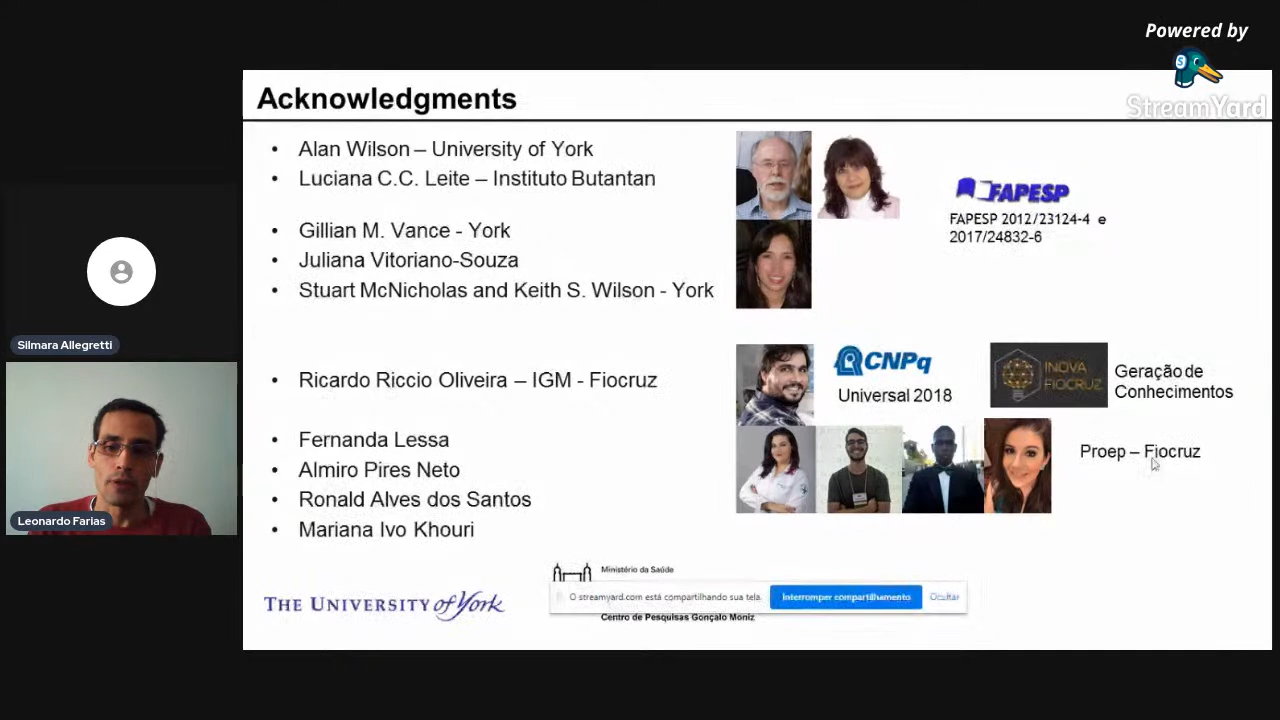 Powered by
StreamYard
Acknowledgments
• Alan Wilson – University of York
• Luciana C.C. Leite – Instituto Butantan
• Gillian M. Vance - York
• Juliana Vitoriano-Souza
• Stuart McNicholas and Keith S. Wilson - York
FAPESP
FAPESP 2012/23124-4 e
2017/24832-6
• Ricardo Riccio Oliveira – IGM - Fiocruz
CNPq
Universal 2018
INOVA
FIOCRUZ
Geração de
Conhecimentos
• Fernanda Lessa
• Almiro Pires Neto
• Ronald Alves dos Santos
• Mariana Ivo Khouri
Proep – Fiocruz
Silmara Allegretti
Leonardo Farias
THE UNIVERSITY of York
Ministério da Saúde
O streamyard.com está compartilhando sua tela.
Interromper compartilhamento
Ocultar
Centro de Pesquisas Gonçalo Moniz